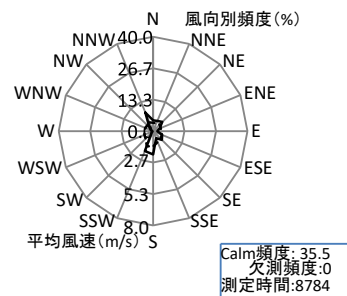 N 風向別頻度(%)
40.0
NNW NNE
NW 26.7 NE
WNW 13.3 ENE
W 0.0 E
WSW 2.7 ESE
SW 5.3 SE
SSW SSE
8.0
平均風速(m/s) S
Calm頻度: 35.5
欠測頻度:0
測定時間:8784